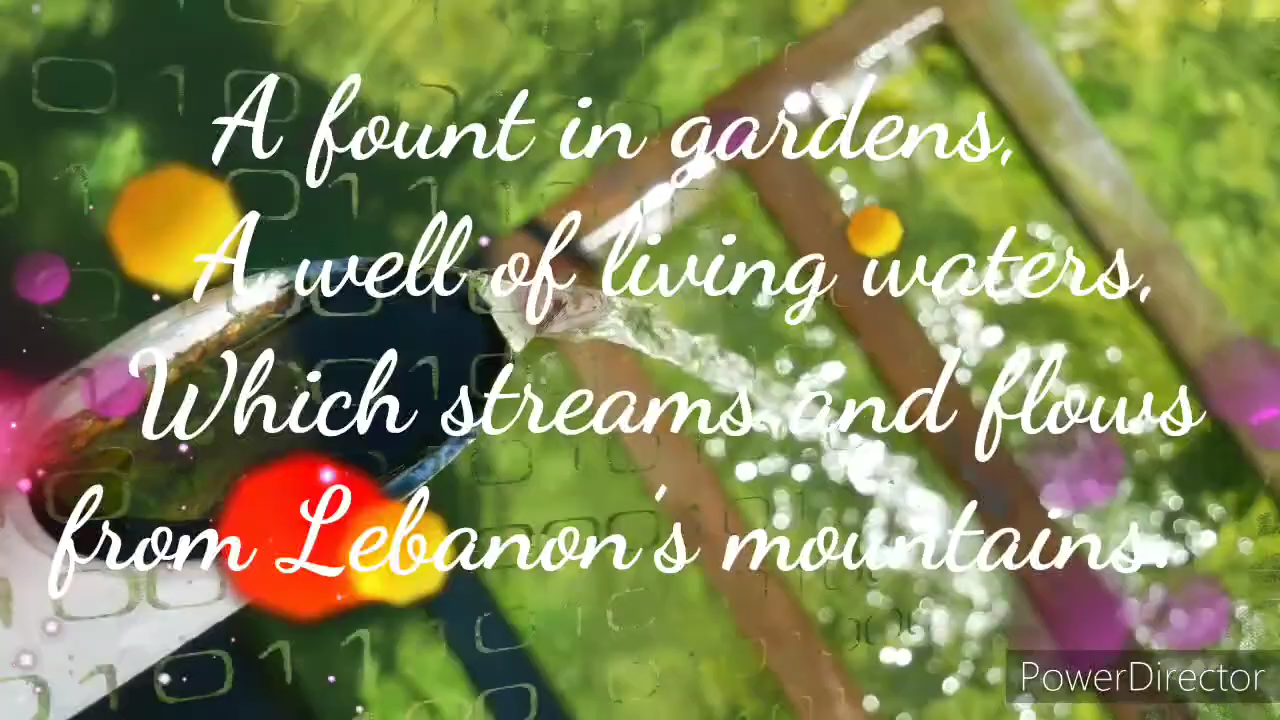 A fount in gardens,
A well of living waters,
Which streams and flows
from Lebanon's mountains.
PowerDirector